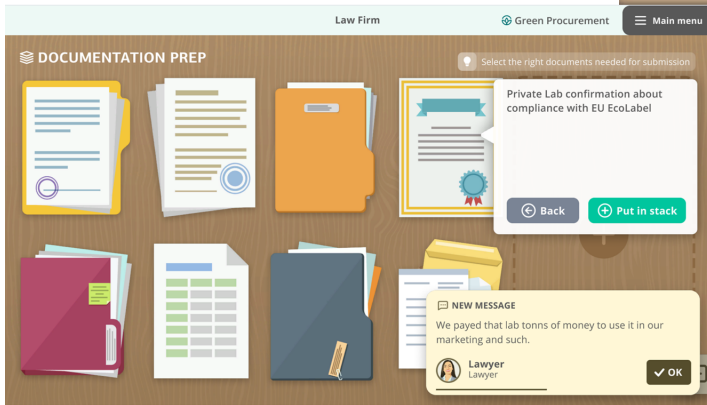 Law Firm
Green Procurement
Main menu
DOCUMENTATION PREP
Select the right documents needed for submission
Private Lab confirmation about
compliance with EU EcoLabel
Back
Put in stack
NEW MESSAGE
We payed that lab tonns of money to use it in our
marketing and such.
Lawyer
Lawyer
OK